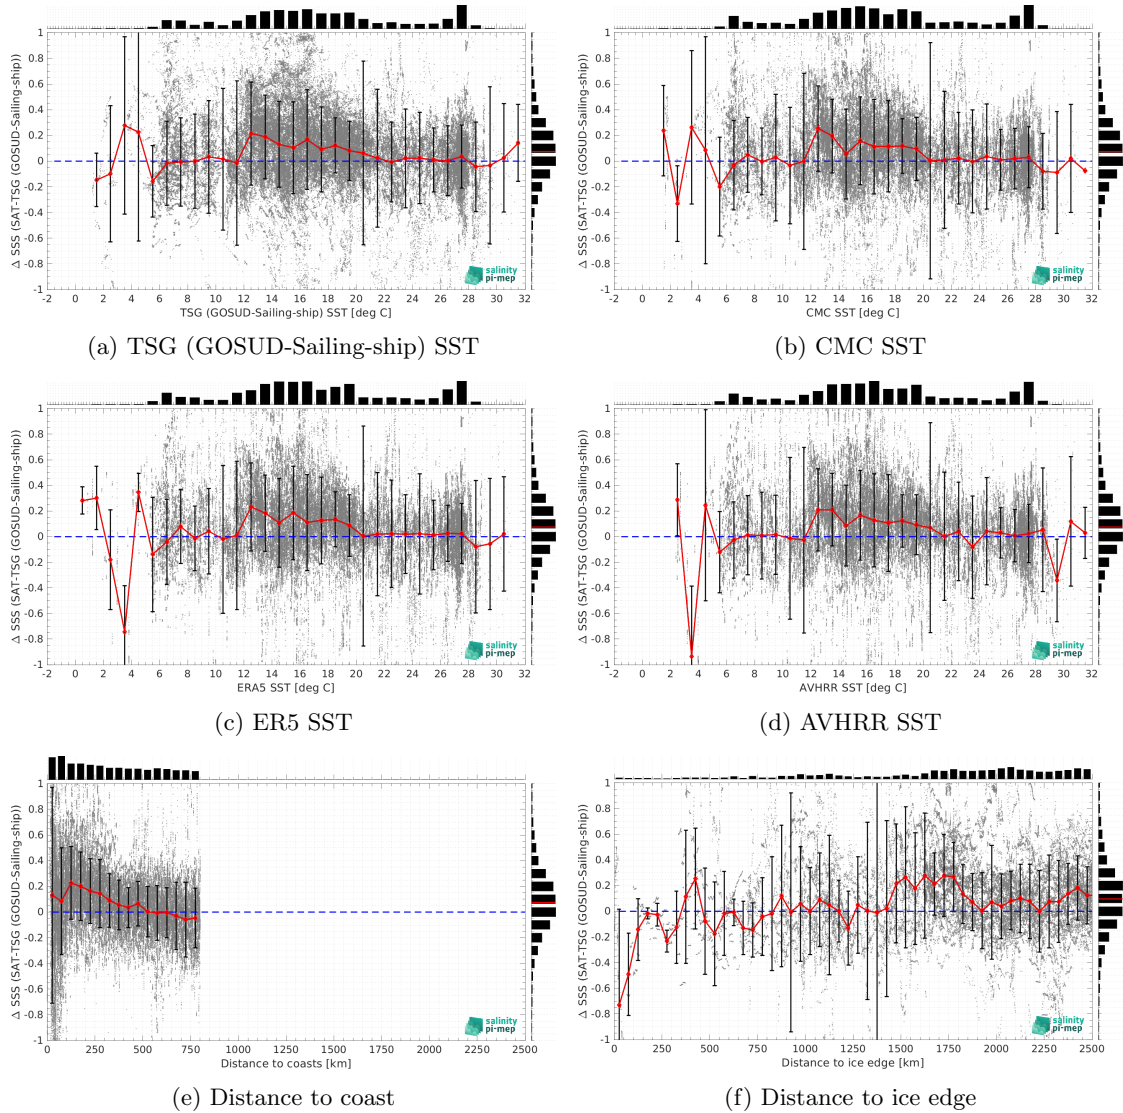 1
0.8
0.6
0.4
0.2
0
-0.2
-0.4
-0.6
-0.8
-1
Δ SSS (SAT-TSG (GOSUD-Sailing-ship))
salinity
pi-mep
-2 0 2 4 6 8 10 12 14 16 18 20 22 24 26 28 30 32
TSG (GOSUD-Sailing-ship) SST [deg C]
(a) TSG (GOSUD-Sailing-ship) SST
1
0.8
0.6
0.4
0.2
0
-0.2
-0.4
-0.6
-0.8
-1
Δ SSS (SAT-TSG (GOSUD-Sailing-ship))
salinity
pi-mep
-2 0 2 4 6 8 10 12 14 16 18 20 22 24 26 28 30 32
CMC SST [deg C]
(b) CMC SST
1
0.8
0.6
0.4
0.2
0
-0.2
-0.4
-0.6
-0.8
-1
Δ SSS (SAT-TSG (GOSUD-Sailing-ship))
salinity
pi-mep
-2 0 2 4 6 8 10 12 14 16 18 20 22 24 26 28 30 32
ERA5 SST [deg C]
(c) ER5 SST
1
0.8
0.6
0.4
0.2
0
-0.2
-0.4
-0.6
-0.8
-1
Δ SSS (SAT-TSG (GOSUD-Sailing-ship))
salinity
pi-mep
-2 0 2 4 6 8 10 12 14 16 18 20 22 24 26 28 30 32
AVHRR SST [deg C]
(d) AVHRR SST
1
0.8
0.6
0.4
0.2
0
-0.2
-0.4
-0.6
-0.8
-1
Δ SSS (SAT-TSG (GOSUD-Sailing-ship))
salinity
pi-mep
0 250 500 750 1000 1250 1500 1750 2000 2250 2500
Distance to coasts [km]
(e) Distance to coast
1
0.8
0.6
0.4
0.2
0
-0.2
-0.4
-0.6
-0.8
-1
Δ SSS (SAT-TSG (GOSUD-Sailing-ship))
salinity
pi-mep
0 250 500 750 1000 1250 1500 1750 2000 2250 2500
Distance to ice edge [km]
(f) Distance to ice edge